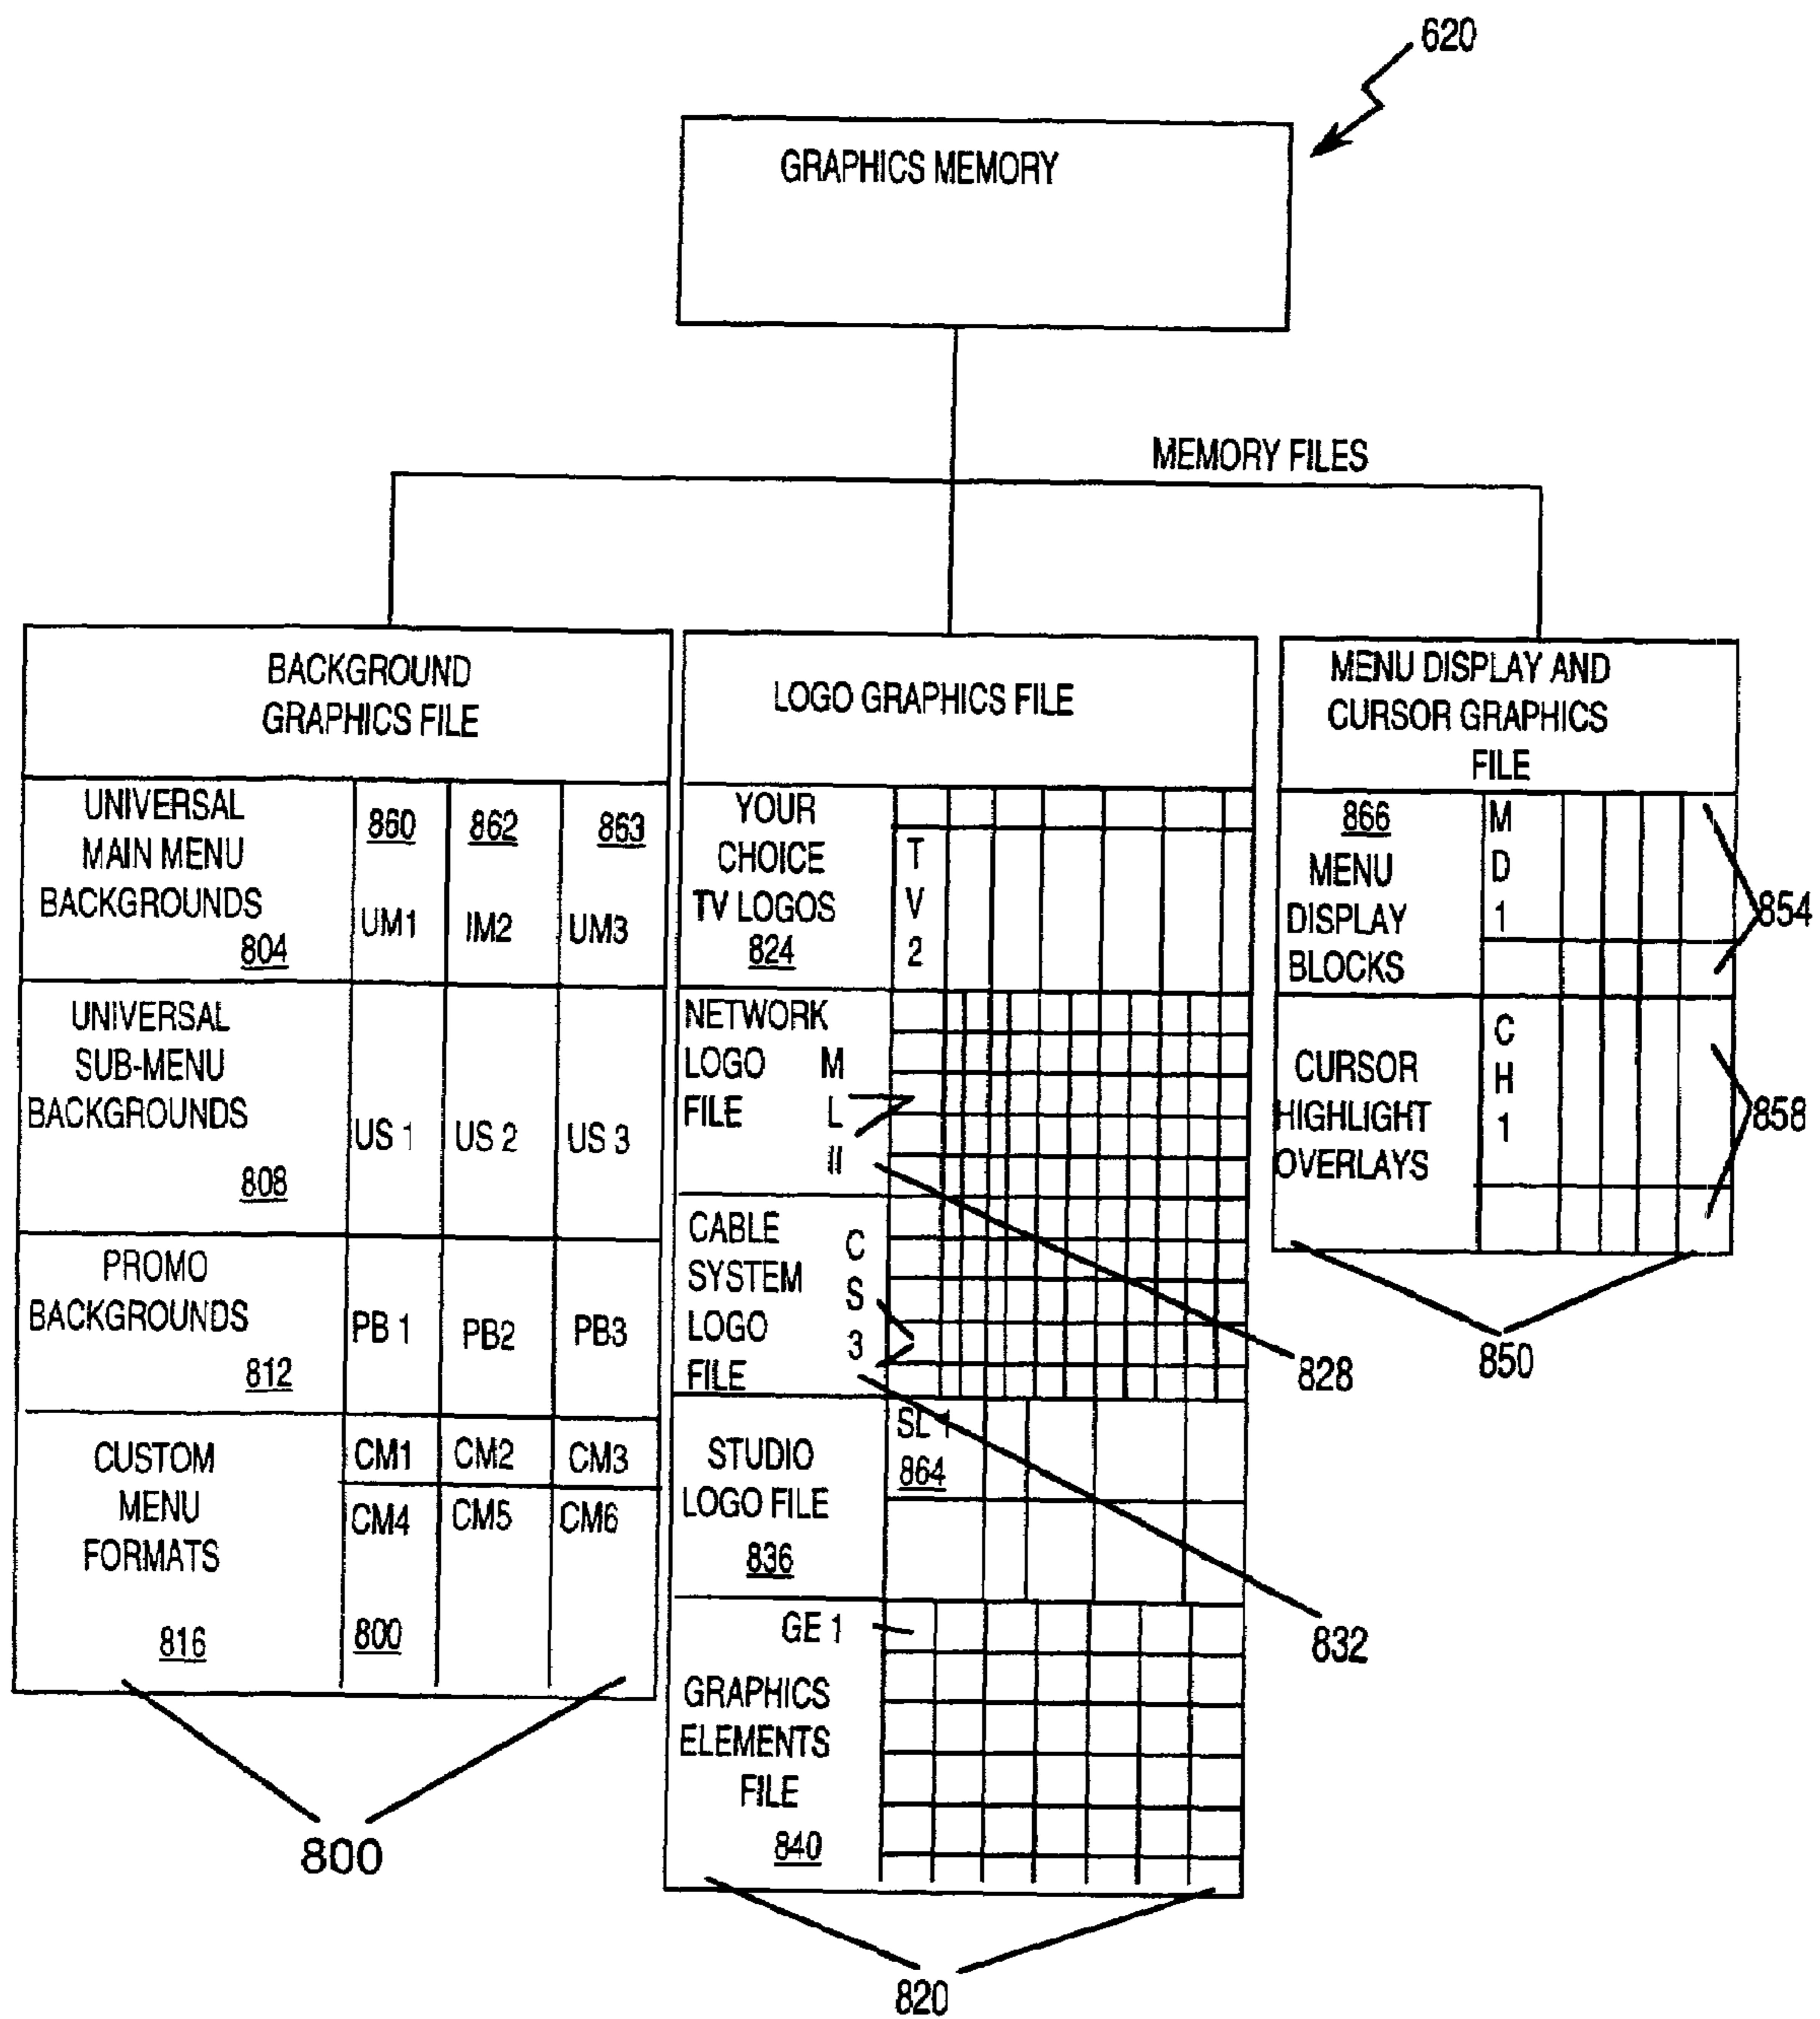 620
GRAPHICS MEMORY
MEMORY FILES
BACKGROUND
GRAPHICS FILE
UNIVERSAL
MAIN MENU
BACKGROUNDS
804
860
862
863
UM1
IM2
UM3
UNIVERSAL
SUB-MENU
BACKGROUNDS
808
US 1
US 2
US 3
PROMO
BACKGROUNDS
812
PB 1
PB2
PB3
CUSTOM
MENU
FORMATS
816
CM1
CM2
CM3
CM4
CM5
CM6
800
800
LOGO GRAPHICS FILE
YOUR
CHOICE
TV LOGOS
824
T
V
2
NETWORK
LOGO M
FILE L
II
828
CABLE
SYSTEM
LOGO
FILE
C
S
3
832
STUDIO
LOGO FILE
836
SL 1
864
GE 1
GRAPHICS
ELEMENTS
FILE
840
820
MENU DISPLAY AND
CURSOR GRAPHICS
FILE
866
MENU
DISPLAY
BLOCKS
M
D
1
854
CURSOR
HIGHLIGHT
OVERLAYS
C
H
1
858
850